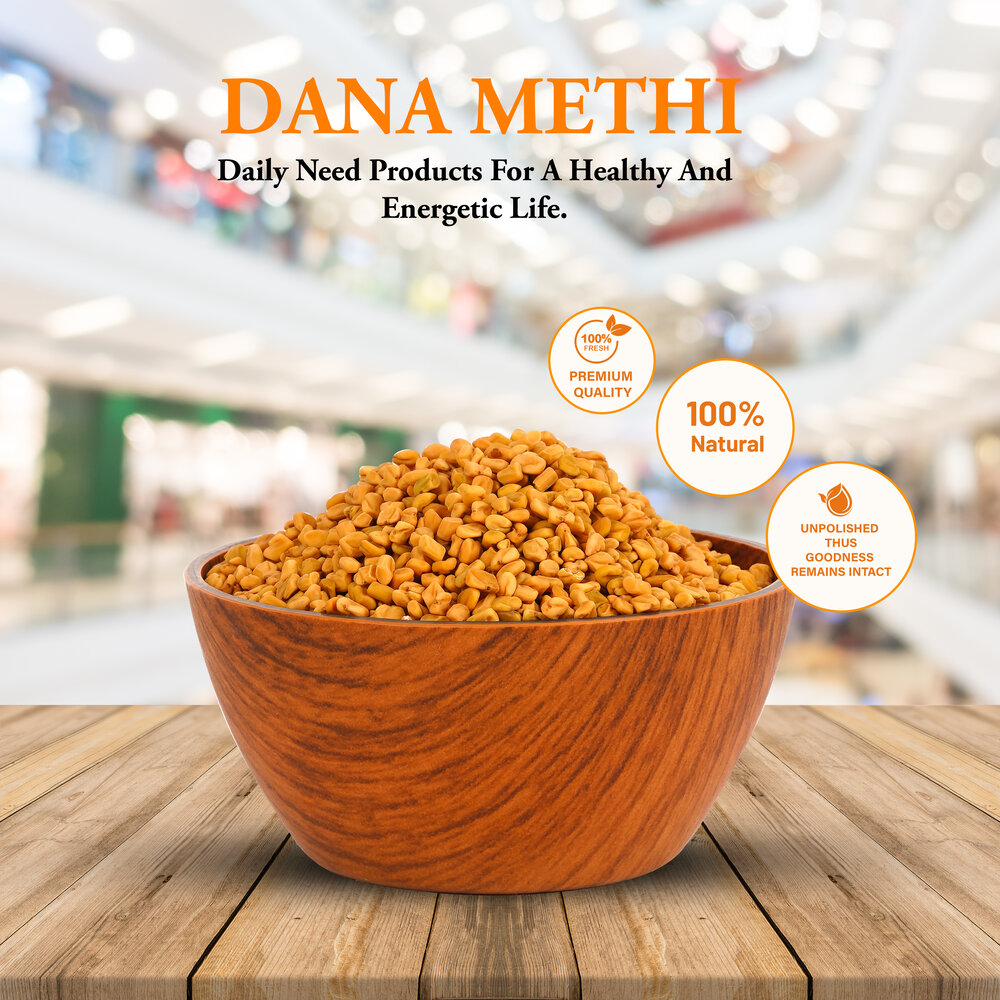 DANA METHI
Daily Need Products For A Healthy And
Energetic Life.
100%
FRESH
PREMIUM
QUALITY
100%
Natural
UNPOLISHED
THUS
GOODNESS
REMAINS INTACT